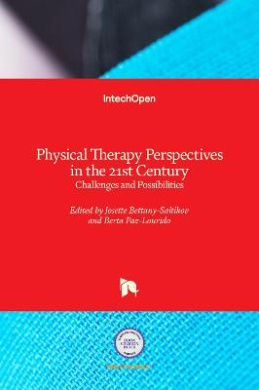 IntechOpen
Physical Therapy Perspectives
in the 21st Century
Challenges and Possibilities
Edited by Josette Bettany-Saltikov
and Berta Paz-Lourido